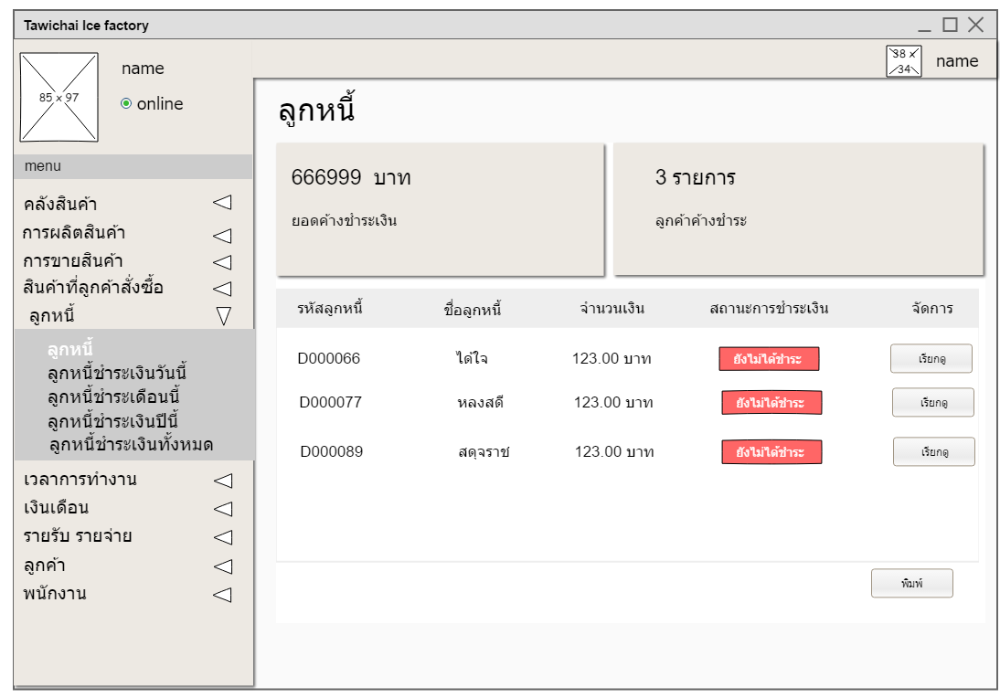 Tawichai Ice factory
name
85 x 97
online
38 x
34
name
menu
คลังสินค้า
การผลิตสินค้า
การขายสินค้า
สินค้าที่ลูกค้าสั่งซื้อ
ลูกหนี้
ลูกหนี้
ลูกหนี้ชำระเงินวันนี้
ลูกหนี้ชำระเดือนนี้
ลูกหนี้ชำระเงินปีนี้
ลูกหนี้ชำระเงินทั้งหมด
เวลาการทำงาน
เงินเดือน
รายรับ รายจ่าย
ลูกค้า
พนักงาน
ลูกหนี้
666999 บาท
ยอดค้างชำระเงิน
3 รายการ
ลูกค้าค้างชำระ
รหัสลูกหนี้ ชื่อลูกหนี้ จำนวนเงิน สถานะการชำระเงิน จัดการ
D000066 ได้ใจ 123.00 บาท ยังไม่ได้ชำระ เรียกดู
D000077 หลงสดี 123.00 บาท ยังไม่ได้ชำระ เรียกดู
D000089 สดุจราช 123.00 บาท ยังไม่ได้ชำระ เรียกดู
พิมพ์